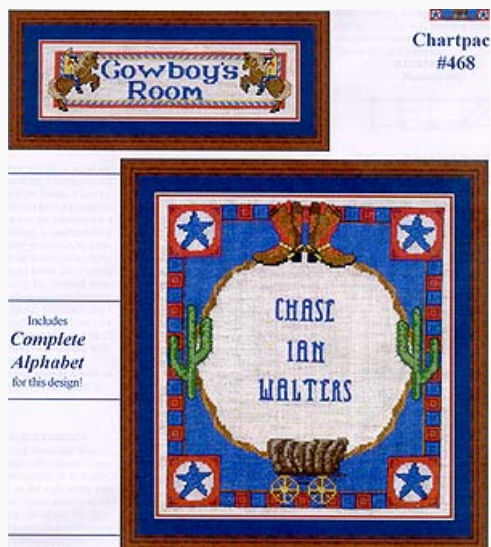 Cowboy's
Room
Chartpac
#468
CHASE
IAN
WALTERS
Includes
Complete
Alphabet
for this design!